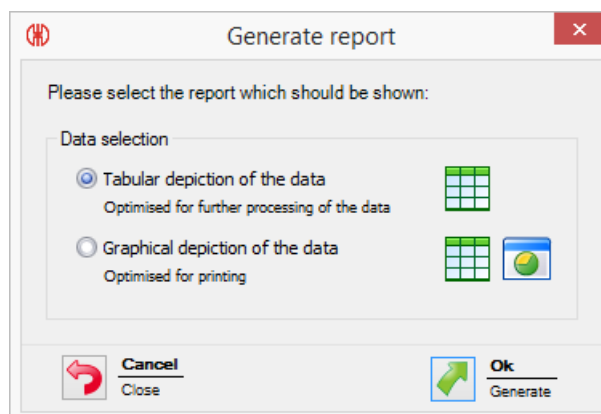 Generate report
Please select the report which should be shown:
Data selection
Tabular depiction of the data
Optimised for further processing of the data
Graphical depiction of the data
Optimised for printing
Cancel
Close
Ok
Generate